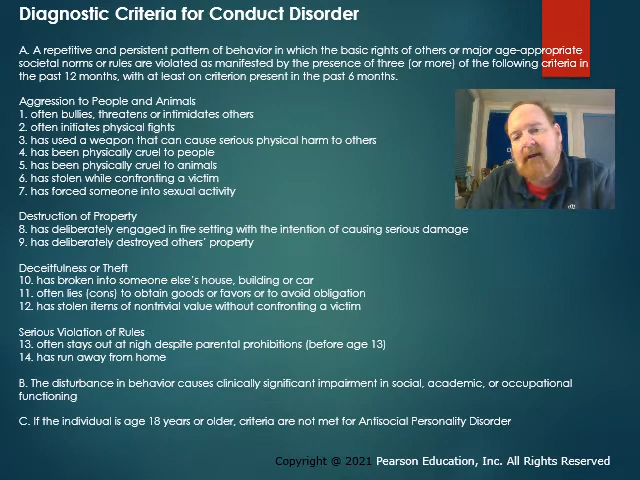 Diagnostic Criteria for Conduct Disorder
A. A repetitive and persistent pattern of behavior in which the basic rights of others or major age-appropriate
societal norms or rules are violated as manifested by the presence of three (or more) of the following criteria in
the past 12 months, with at least on criterion present in the past 6 months.
Aggression to People and Animals
1. often bullies, threatens or intimidates others
2. often initiates physical fights
3. has used a weapon that can cause serious physical harm to others
4. has been physically cruel to people
5. has been physically cruel to animals
6. has stolen while confronting a victim
7. has forced someone into sexual activity
Destruction of Property
8. has deliberately engaged in fire setting with the intention of causing serious damage
9. has deliberately destroyed others’ property
Deceitfulness or Theft
10. has broken into someone else’s house, building or car
11. often lies (cons) to obtain goods or favors or to avoid obligation
12. has stolen items of nontrivial value without confronting a victim
Serious Violation of Rules
13. often stays out at nigh despite parental prohibitions (before age 13)
14. has run away from home
B. The disturbance in behavior causes clinically significant impairment in social, academic, or occupational
functioning
C. If the individual is age 18 years or older, criteria are not met for Antisocial Personality Disorder
Copyright @ 2021 Pearson Education, Inc. All Rights Reserved